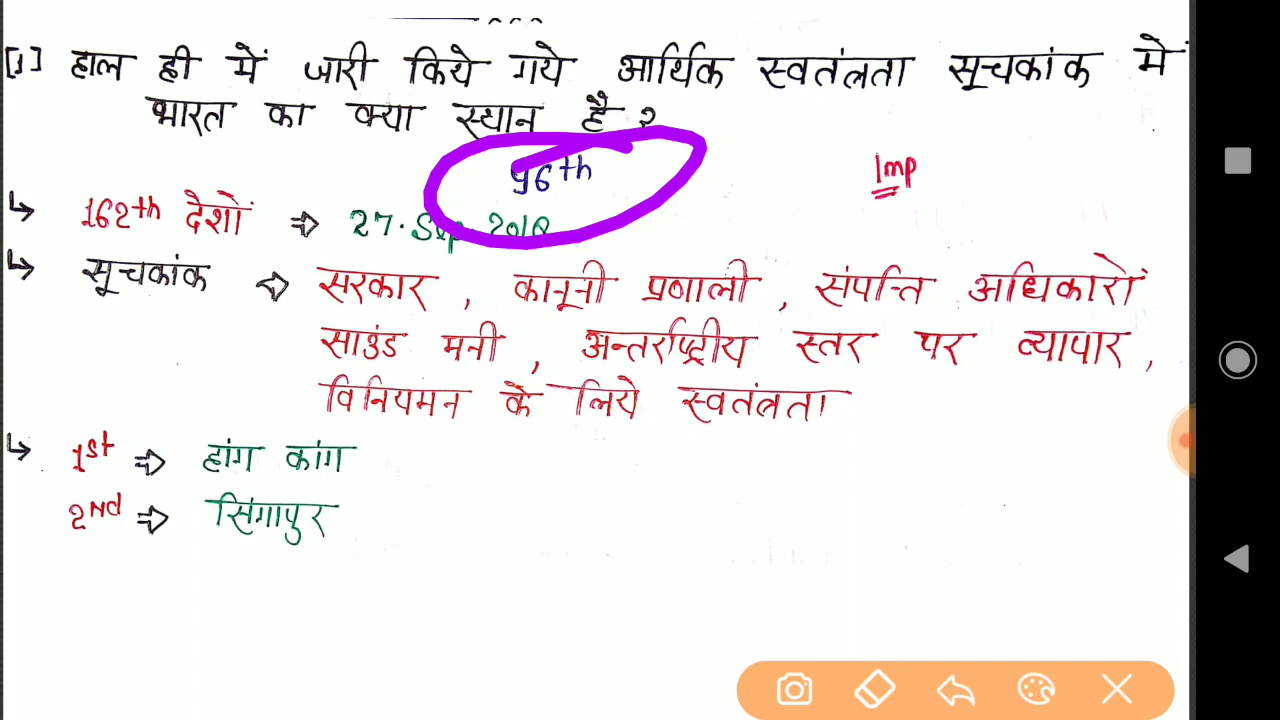 [1] हाल ही में जारी किये गये आर्थिक स्वतंत्रता सूचकांक में
भारत का क्या स्थान है ?
96th
Imp
↳ 162th देशों ⇒ 27. Sep 2018
↳ सूचकांक ⇒ सरकार , कानूनी प्रणाली , संपत्ति अधिकारों
साउंड मनी , अन्तर्राष्ट्रीय स्तर पर व्यापार ,
विनियमन के लिये स्वतंत्रता
↳ 1st ⇒ हांग कांग
2nd ⇒ सिंगापुर